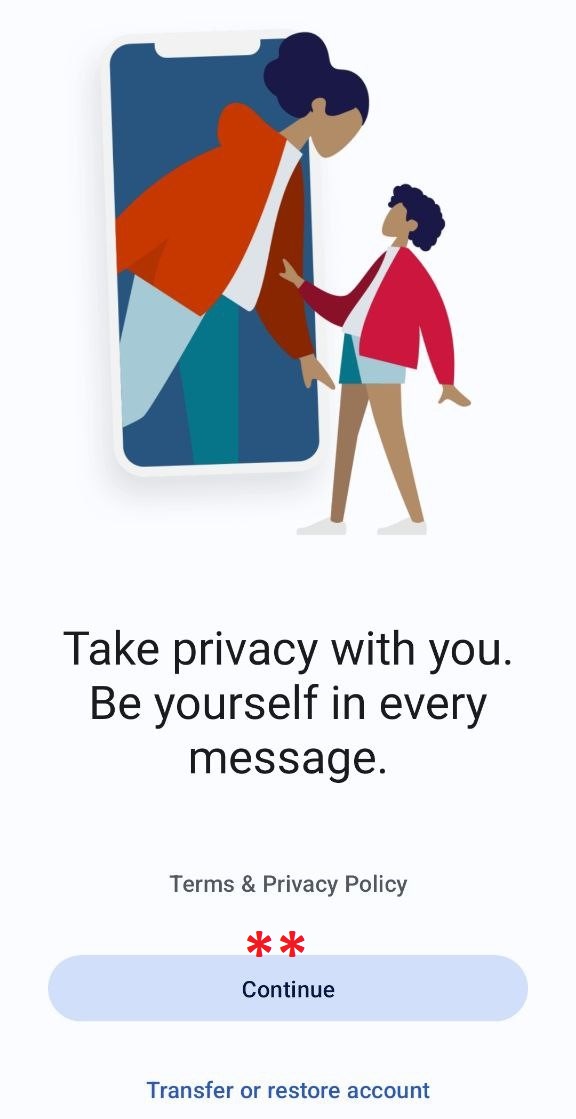 Take privacy with you.
Be yourself in every
message.
Terms & Privacy Policy
**
Continue
Transfer or restore account